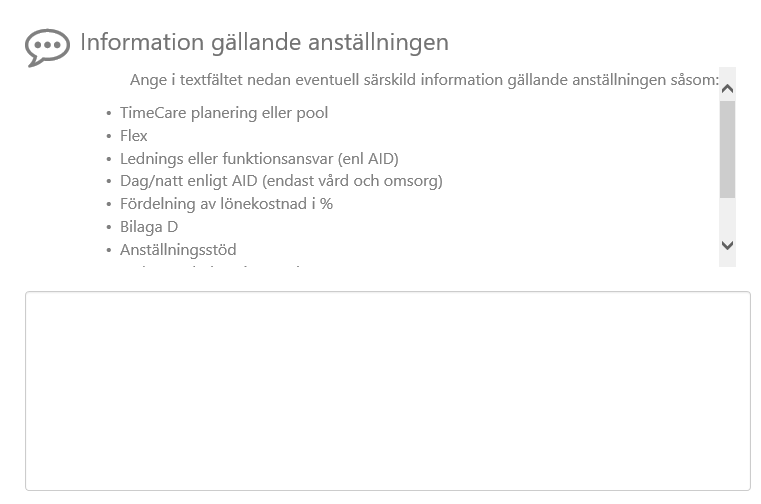 Information gällande anställningen
Ange i textfältet nedan eventuell särskild information gällande anställningen såsom:
• TimeCare planering eller pool
• Flex
• Lednings eller funktionsansvar (enl AID)
• Dag/natt enligt AID (endast vård och omsorg)
• Fördelning av lönekostnad i %
• Bilaga D
• Anställningsstöd